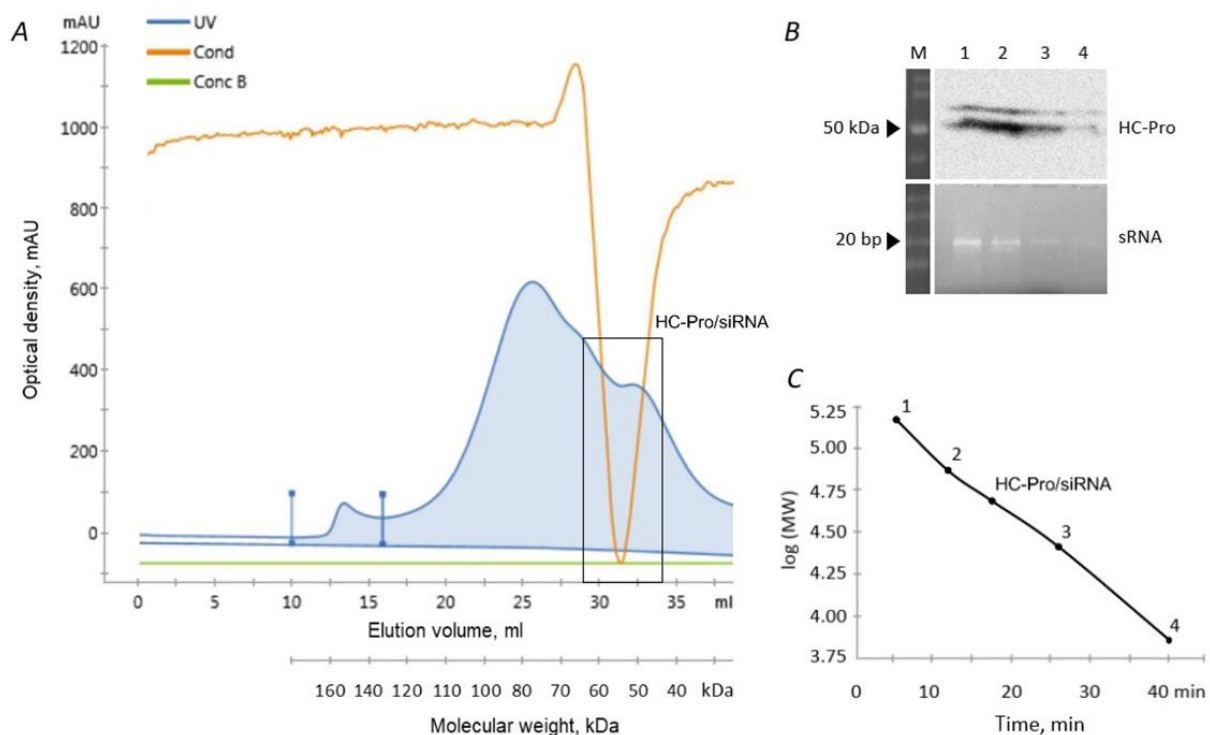 A
mAU
UV
Cond
Conc B
1200
1000
800
600
400
200
0
Optical density, mAU
HC-Pro/siRNA
0 5 10 15 20 25 30 35 ml
Elution volume, ml
160 140 120 110 100 80 70 60 50 40 kDa
Molecular weight, kDa
B
M 1 2 3 4
50 kDa
HC-Pro
20 bp
sRNA
C
5.25
5.00
4.75
4.50
4.25
4.00
3.75
log (MW)
1
2
HC-Pro/siRNA
3
4
0 10 20 30 40 min
Time, min